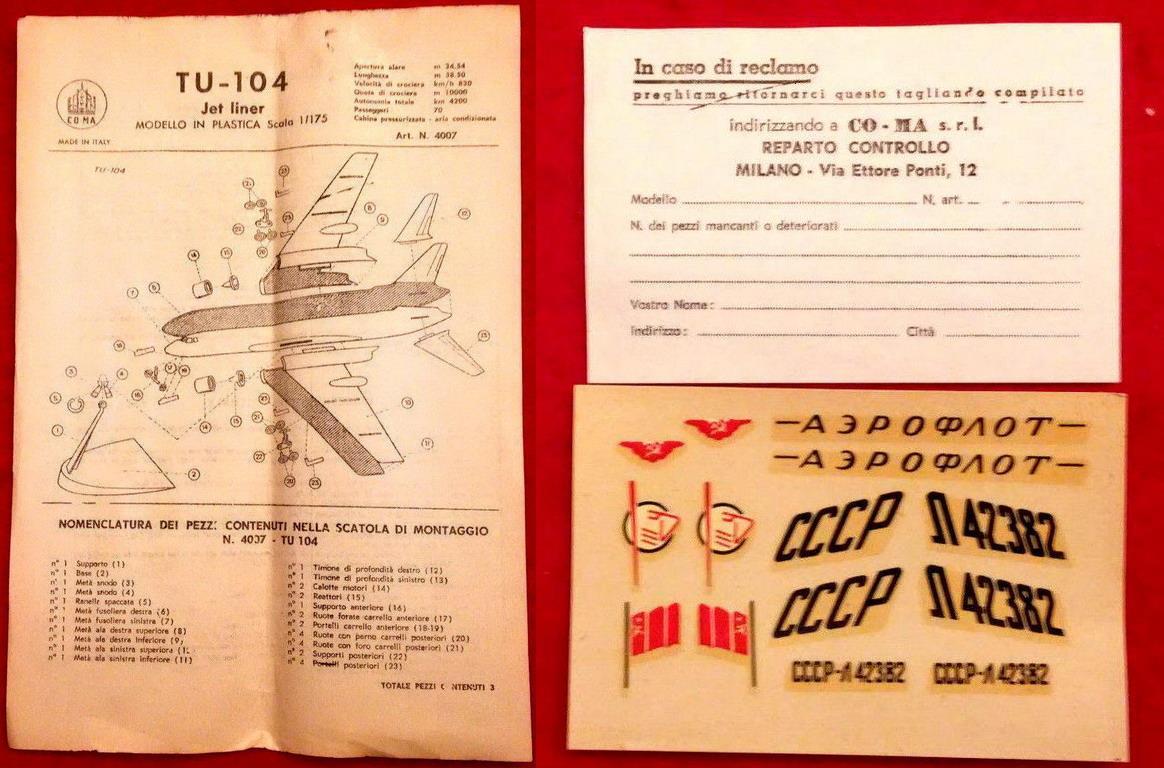 CO MA
MADE IN ITALY
TU-104
Jet liner
MODELLO IN PLASTICA Scala 1/175
Apertura alare m 34.54
Lunghezza m 38.50
Velocità di crociera km/h 820
Quota di crociera m 10000
Autonomia totale km 4200
Passeggeri 70
Cabina pressurizzata - aria condizionata
Art. N. 4007
TU-104
NOMENCLATURA DEI PEZZI CONTENUTI NELLA SCATOLA DI MONTAGGIO
N. 4007 - TU 104
n° 1 Supporto (1)
n° 1 Base (2)
n° 1 Metà snodo (3)
n° 1 Metà snodo (4)
n° 1 Ranelle spaccata (5)
n° 1 Metà fusoliera destra (6)
n° 1 Metà fusoliera sinistra (7)
n° 1 Metà ala destra superiore (8)
n° 1 Metà ala destra inferiore (9)
n° 1 Metà ala sinistra superiore
n° 1 Metà ala sinistra inferiore (11)
n° 1 Timone di profondità destro (12)
n° 1 Timone di profondità sinistro (13)
n° 2 Calotte motori (14)
n° 2 Reattori (15)
n° 1 Supporto anteriore (16)
n° 2 Ruote forate carrello anteriore (17)
n° 2 Portelli carrello anteriore (18-19)
n° 4 Ruote con perno carrelli posteriori (20)
n° 4 Ruote con foro carrelli posteriori (21)
n° 2 Supporti posteriori (22)
n° 4 Portelli posteriori (23)
TOTALE PEZZI C NTENUTI 3
In caso di reclamo
preghiamo ritornarci questo tagliando compilato
indirizzando a CO-MA s. r. l.
REPARTO CONTROLLO
MILANO - Via Ettore Ponti, 12
Modello N. art.
N. dei pezzi mancanti o deteriorati
Vostro Nome:
Indirizzo: Città
—АЭРОФЛОТ—
—АЭРОФЛОТ—
СССР Л42382
СССР Л42382
СССР-Л42382 СССР-Л42382